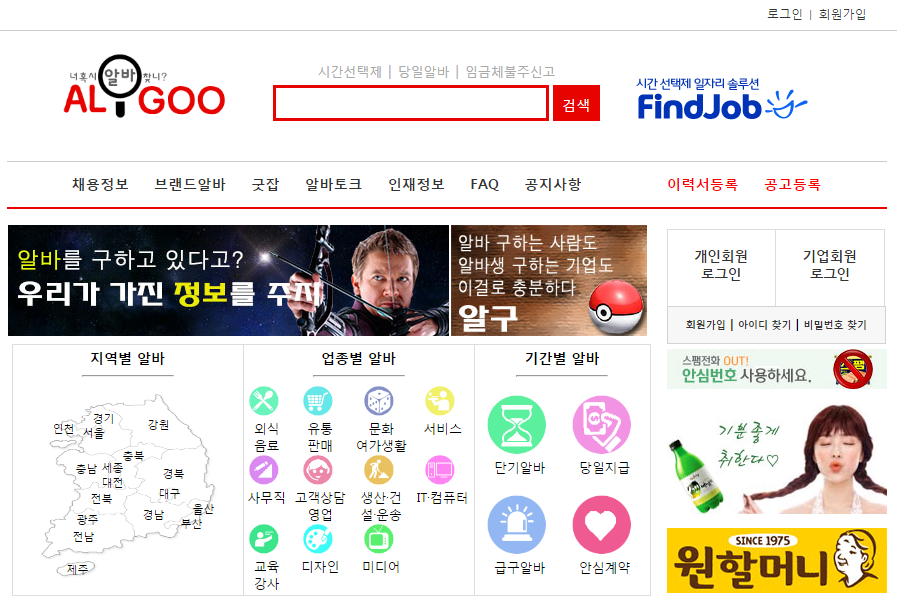 로그인 | 회원가입
너혹시 알바 찾니?
ALGOO
시간선택제 | 당일알바 | 임금체불주신고
검색
시간 선택제 일자리 솔루션
FindJob
채용정보 브랜드알바 굿잡 알바토크 인재정보 FAQ 공지사항 이력서등록 공고등록
알바를 구하고 있다고?
우리가 가진 정보를 주지
알바 구하는 사람도
알바생 구하는 기업도
이걸로 충분하다
알구
개인회원
로그인
기업회원
로그인
회원가입 | 아이디 찾기 | 비밀번호 찾기
스팸전화 OUT!
안심번호 사용하세요.
스팸
기분 좋게
취한다♡
SINCE 1975
원할머니
지역별 알바
경기
인천 서울
강원
충북
충남 세종
대전
경북
전북
대구
광주
경남
울산
부산
전남
제주
업종별 알바
외식
음료
유통
판매
문화
여가생활
서비스
사무직
고객상담
영업
생산·건
설·운송
IT·컴퓨터
교육
강사
디자인
미디어
기간별 알바
단기알바
당일지급
급구알바
안심계약